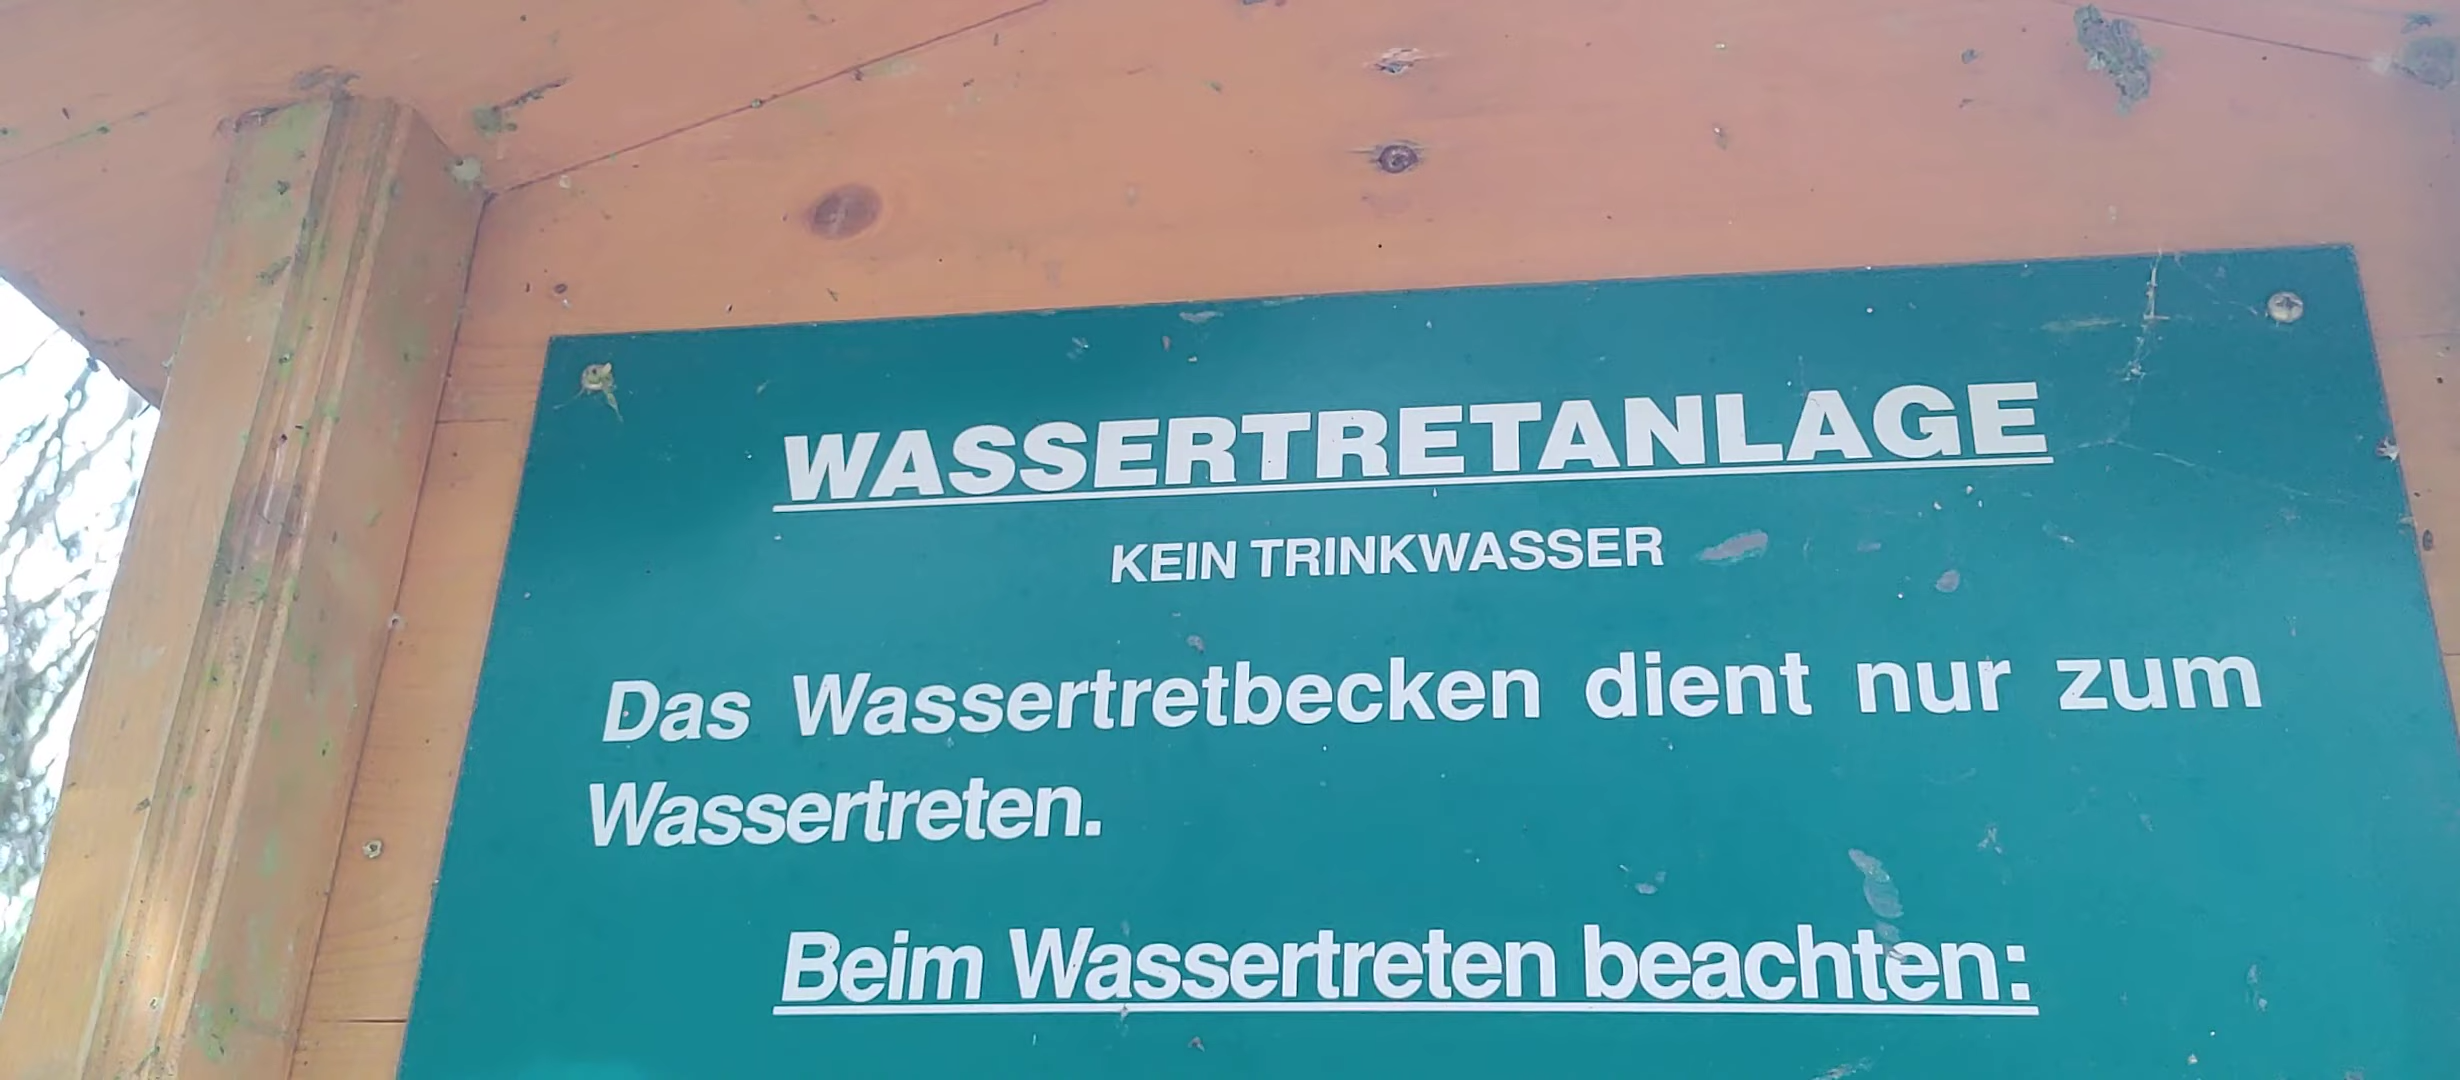 WASSERTRETANLAGE
KEIN TRINKWASSER
Das Wassertretbecken dient nur zum
Wassertreten.
Beim Wassertreten beachten: